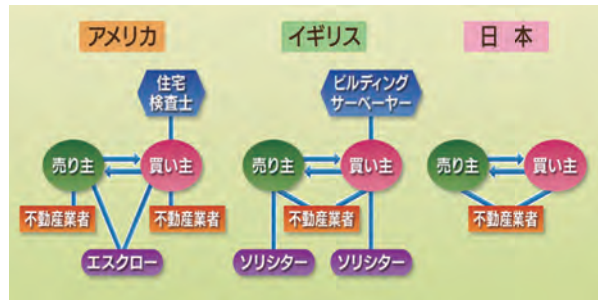 アメリカ
イギリス
日 本
住宅
検査士
ビルディング
サーベーヤー
売り主
買い主
売り主
買い主
売り主
買い主
不動産業者
不動産業者
不動産業者
不動産業者
エスクロー
ソリシター
ソリシター